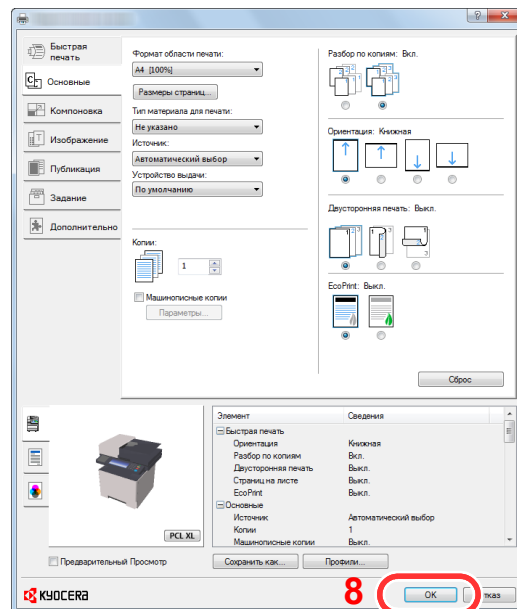 Быстрая
печать
Основные
Компоновка
Изображение
Публикация
Задание
Дополнительно
Формат области печати:
A4 [100%]
Размеры страниц...
Тип материала для печати:
Не указано
Источник:
Автоматический выбор
Устройство выдачи:
По умолчанию
Копии:
1
Машинописные копии
Параметры...
Разбор по копиям: Вкл.
Ориентация: Книжная
Двусторонняя печать: Выкл.
EcoPrint: Выкл.
Сброс
PCL XL
Предварительный Просмотр
Элемент Сведения
Быстрая печать
Ориентация Книжная
Разбор по копиям Вкл.
Двусторонняя печать Выкл.
Страниц на листе Выкл.
EcoPrint Выкл.
Основные
Источник Автоматический выбор
Копии 1
Машинописные копии Выкл.
Сохранить как... Профили...
KYOCERA
8
OK
тказ